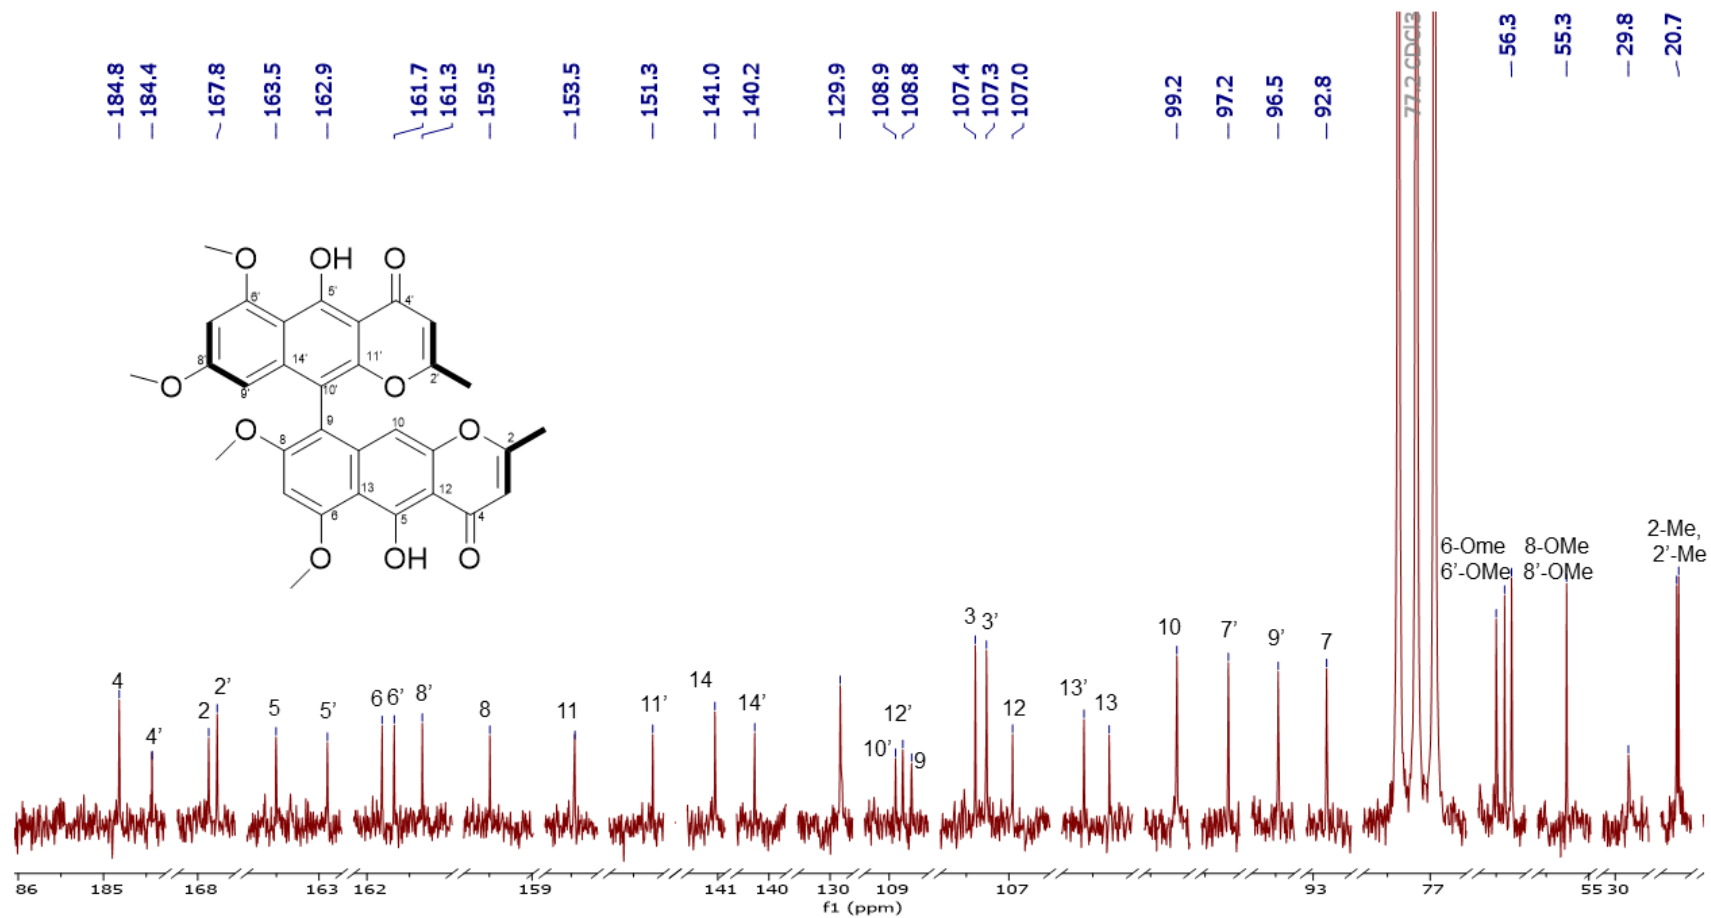 184.8
184.4
167.8
163.5
162.9
161.7
161.3
159.5
153.5
151.3
141.0
140.2
129.9
108.9
108.8
107.4
107.3
107.0
99.2
97.2
96.5
92.8
77.2 CDCl3
56.3
55.3
29.8
20.7
O OH O
6' 5' 4'
8' 14' 11' 2'
O 9' 10' O
O 8 9 10 O 2
13 12
6 5 4
O OH O
6-Ome 8-OMe 2-Me,
6'-OMe 8'-OMe 2'-Me
4 4' 2 2' 5 5' 6 6' 8' 8 11 11' 14 14' 10' 12' 9 3 3' 12 13' 13 10 7' 9' 7
86 185 168 163 162 159 141 140 130 109 107 93 77 55 30
f1 (ppm)